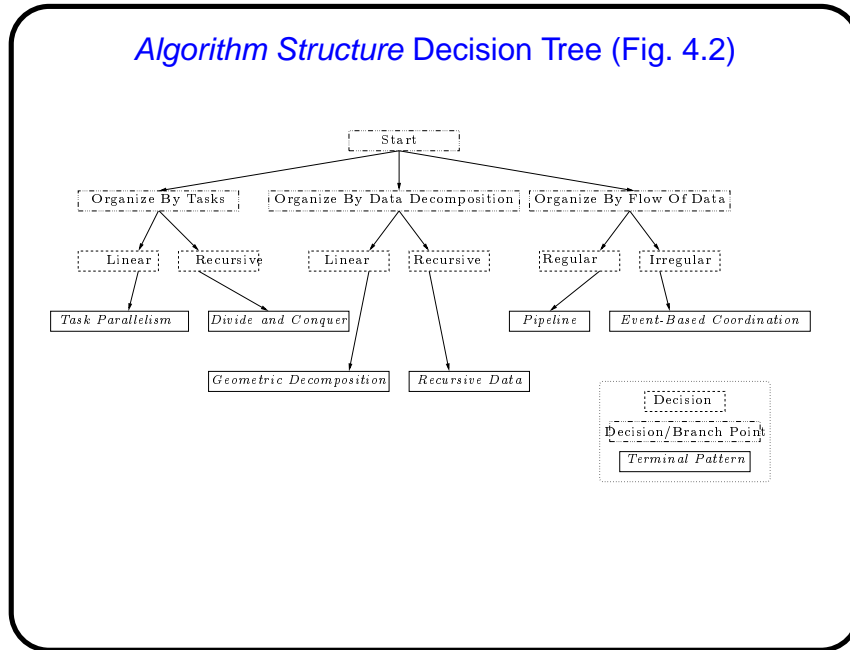 Algorithm Structure Decision Tree (Fig. 4.2)
Start
Organize By Tasks
Organize By Data Decomposition
Organize By Flow Of Data
Linear
Recursive
Linear
Recursive
Regular
Irregular
Task Parallelism
Divide and Conquer
Pipeline
Event-Based Coordination
Geometric Decomposition
Recursive Data
Decision
Decision/Branch Point
Terminal Pattern